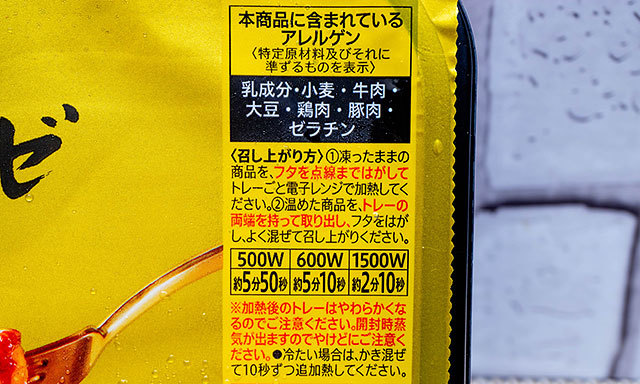 本商品に含まれている
アレルゲン
〈特定原材料及びそれに
準ずるものを表示〉
乳成分・小麦・牛肉・
大豆・鶏肉・豚肉・
ゼラチン
〈召し上がり方〉①凍ったままの
商品を、フタを点線まではがして
トレーごと電子レンジで加熱してく
ださい。②温めた商品を、トレーの
両端を持って取り出し、フタをはが
し、よく混ぜて召し上がりください。
500W 600W 1500W
約5分50秒 約5分10秒 約2分10秒
※加熱後のトレーはやわらかくな
るのでご注意ください。開封時蒸
気が出ますのでやけどにご注意く
ださい。●冷たい場合は、かき混ぜ
て10秒ずつ追加加熱してください。
ゼ